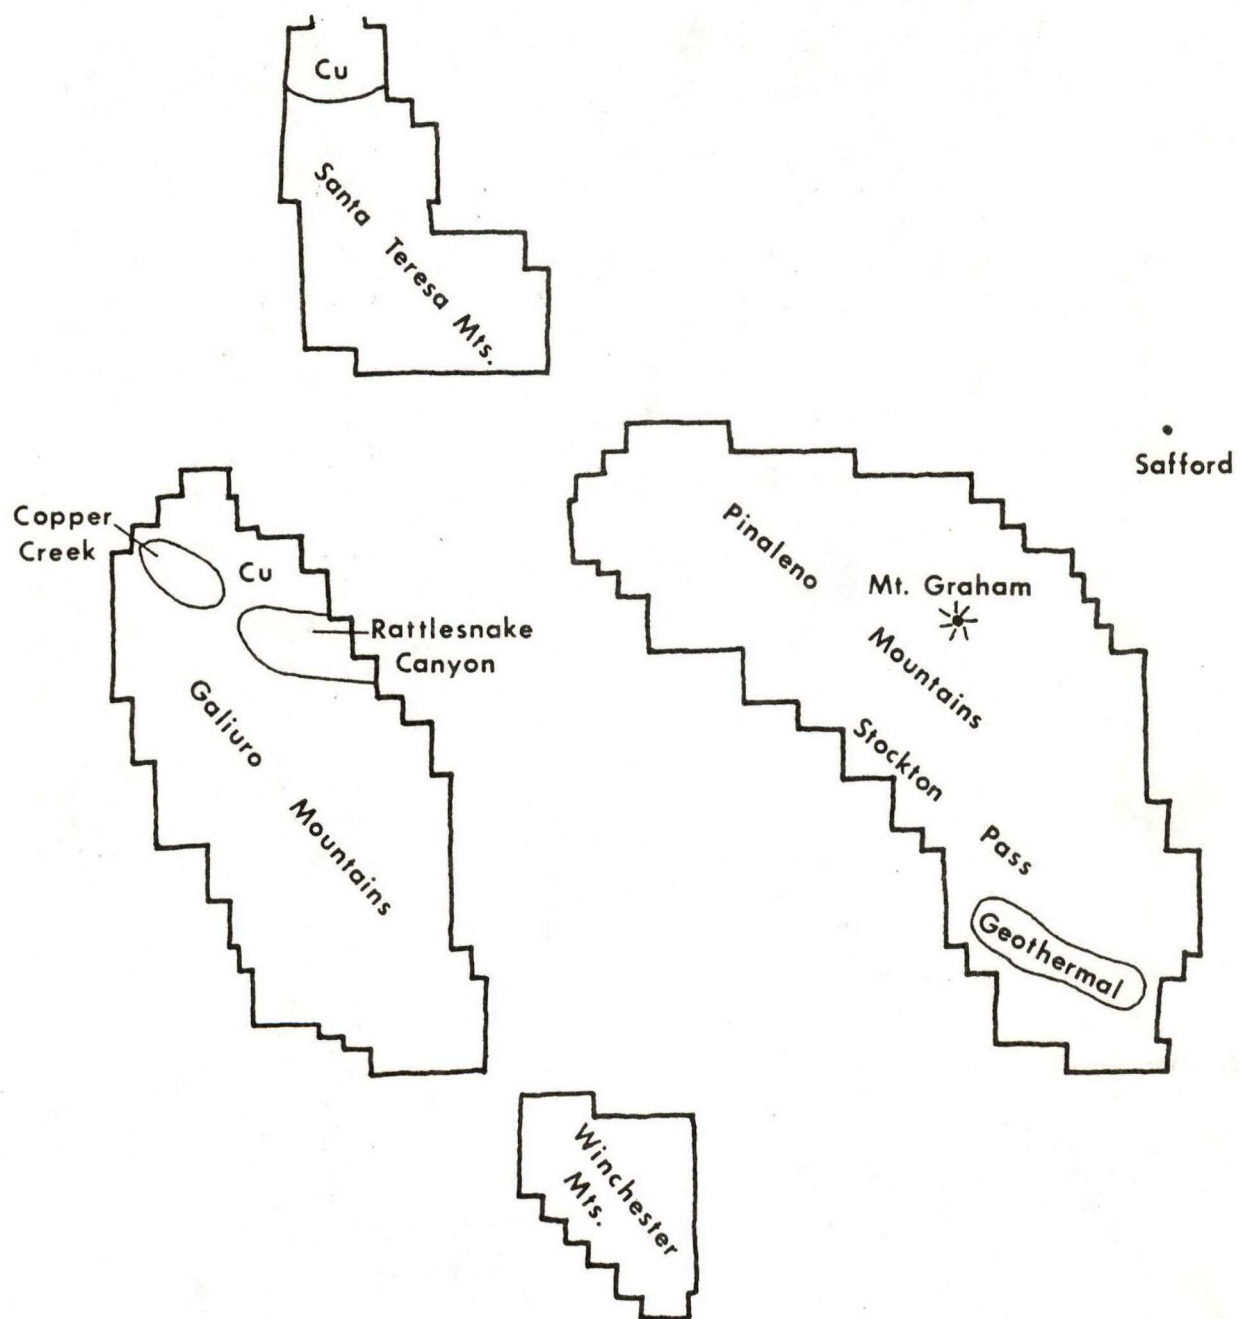 Cu
Santa Teresa Mts.
Safford
Copper
Creek
Cu
Rattlesnake
Canyon
Galiuro Mountains
Pinaleno Mountains
Mt. Graham
Stockton Pass
Geothermal
Winchester
Mts.